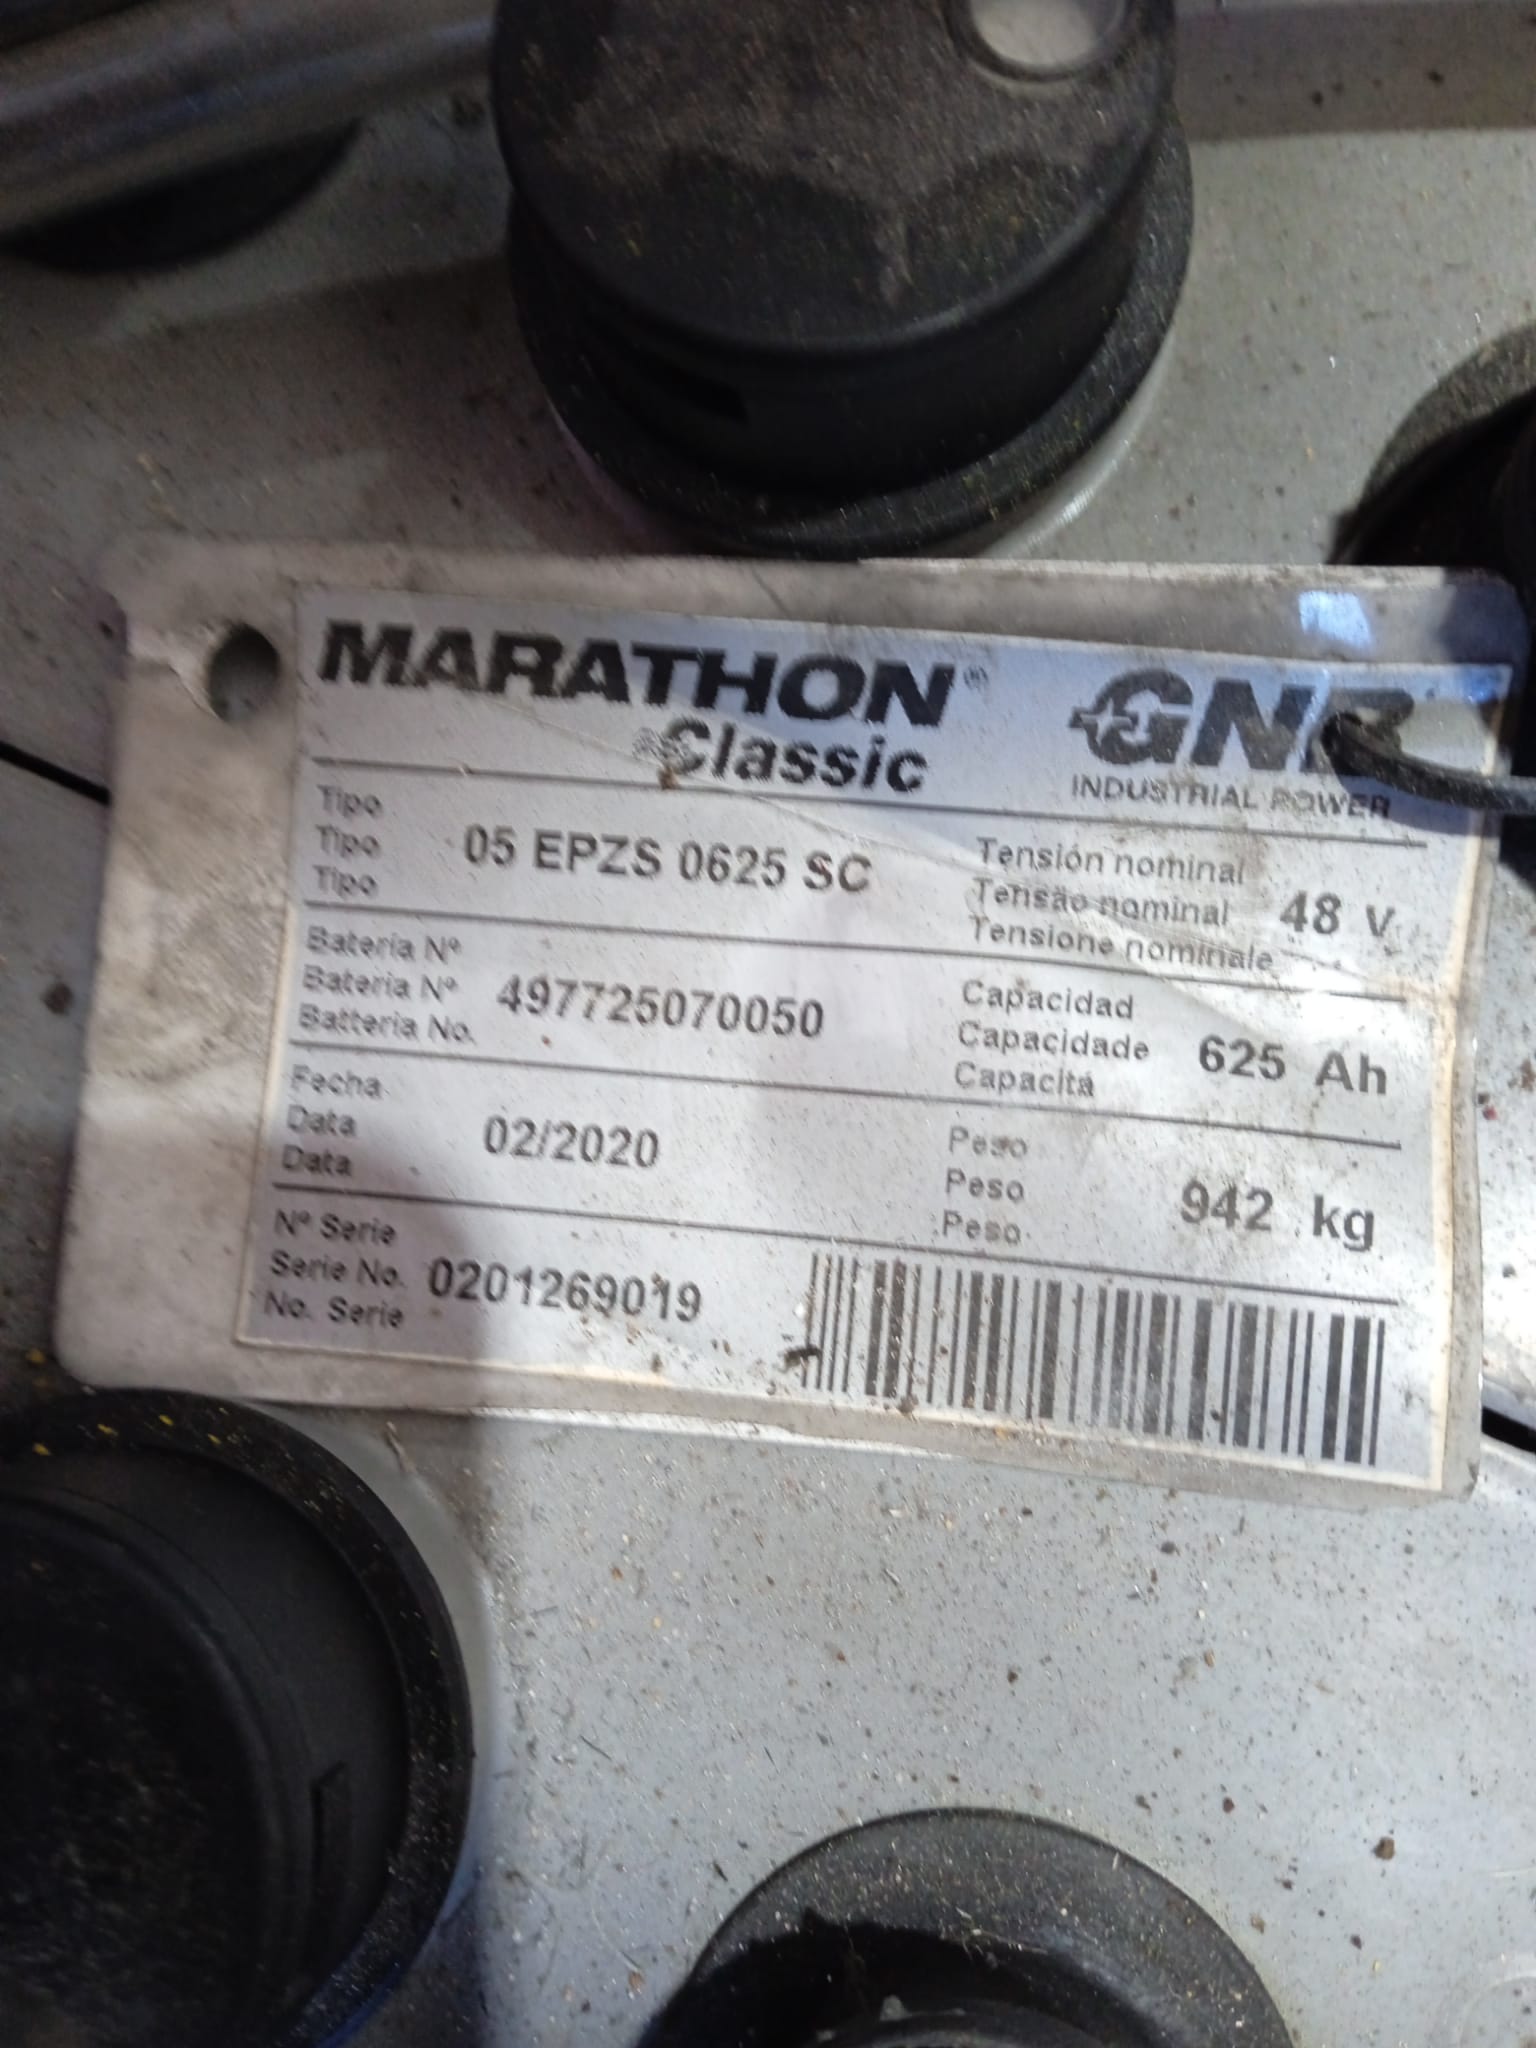 MARATHON®
Classic
GNB
INDUSTRIAL POWER
Tipo
Tipo
Tipo
05 EPZS 0625 SC
Tensión nominal
Tensão nominal
Tensione nominale
48 V
Batería Nº
Bateria Nº
Batteria No.
497725070050
Capacidad
Capacidade
Capacitá
625 Ah
Fecha
Data
Data
02/2020
Peso
Peso
Peso
942 kg
Nº Serie
Serie No.
No. Serie
0201269019